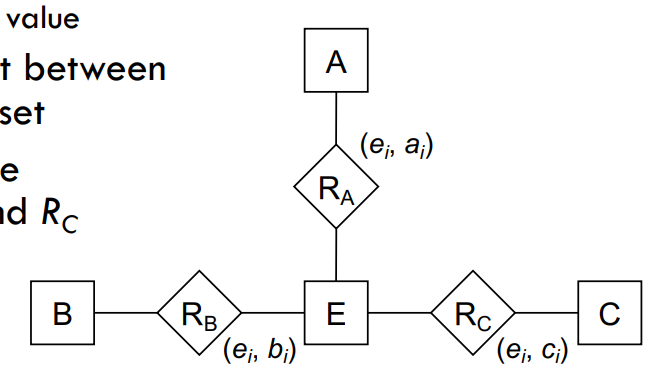 value
t between
set
e
nd R_C
A
(e_i, a_i)
R_A
B
R_B
E
R_C
C
(e_i, b_i)
(e_i, c_i)